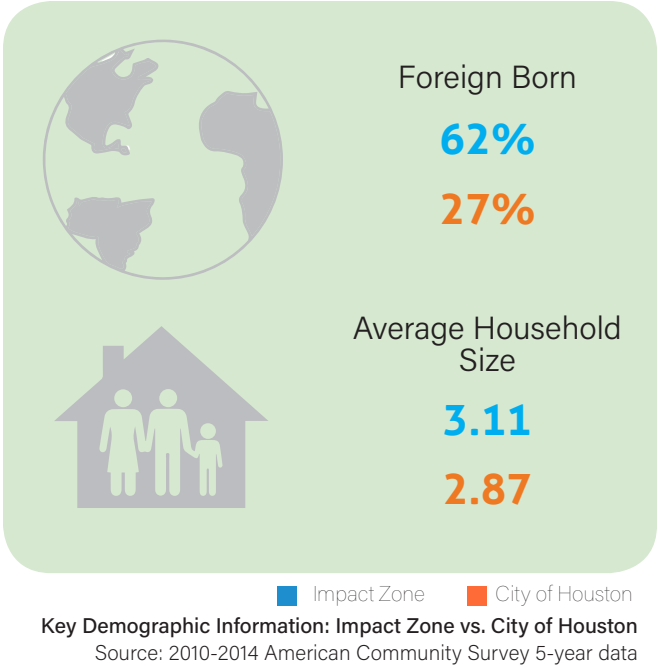 Foreign Born
62%
27%
Average Household
Size
3.11
2.87
Impact Zone
City of Houston
Key Demographic Information: Impact Zone vs. City of Houston
Source: 2010-2014 American Community Survey 5-year data